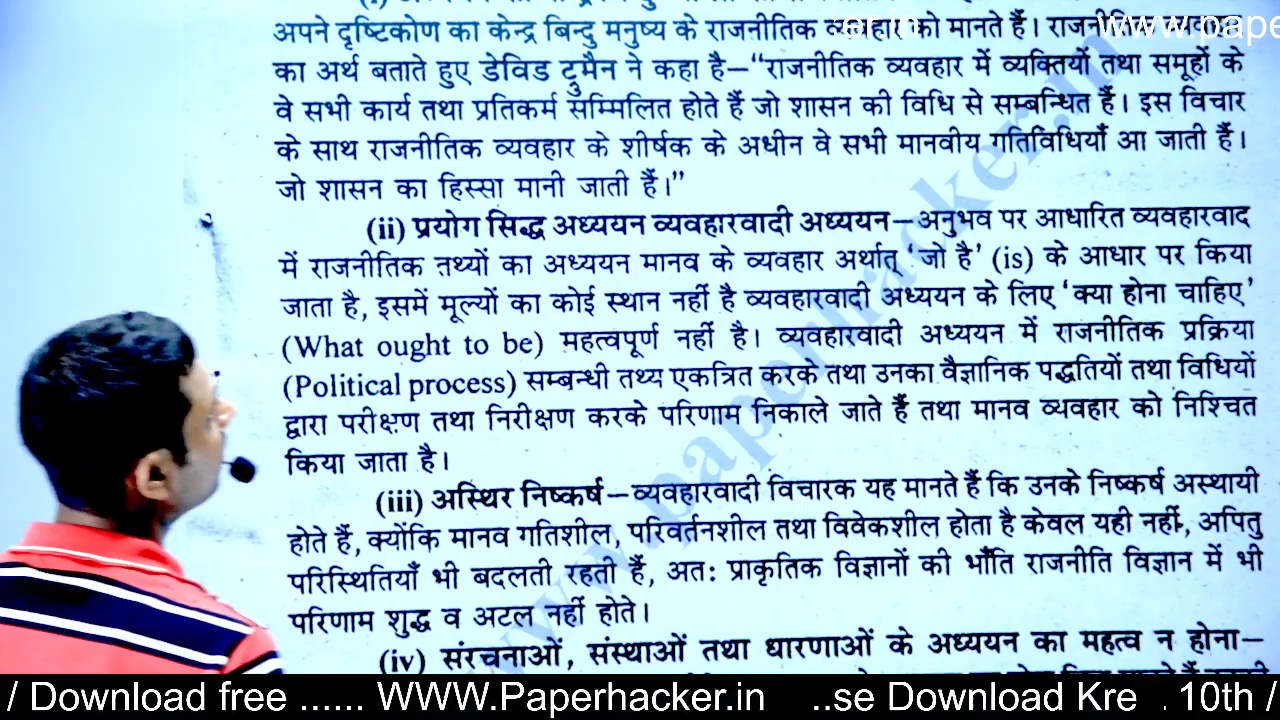 अपने दृष्टिकोण का केन्द्र बिन्दु मनुष्य के राजनीतिक व्यवहार को मानते हैं। राजनीतिक
का अर्थ बताते हुए डेविड ट्रुमैन ने कहा है–“राजनीतिक व्यवहार में व्यक्तियों तथा समूहों के
वे सभी कार्य तथा प्रतिकर्म सम्मिलित होते हैं जो शासन की विधि से सम्बन्धित हैं। इस विचार
के साथ राजनीतिक व्यवहार के शीर्षक के अधीन वे सभी मानवीय गतिविधियाँ आ जाती हैं।
जो शासन का हिस्सा मानी जाती हैं।”
(ii) प्रयोग सिद्ध अध्ययन व्यवहारवादी अध्ययन–अनुभव पर आधारित व्यवहारवाद
में राजनीतिक तथ्यों का अध्ययन मानव के व्यवहार अर्थात् ‘जो है’ (is) के आधार पर किया
जाता है, इसमें मूल्यों का कोई स्थान नहीं है व्यवहारवादी अध्ययन के लिए ‘क्या होना चाहिए’
(What ought to be) महत्वपूर्ण नहीं है। व्यवहारवादी अध्ययन में राजनीतिक प्रक्रिया
(Political process) सम्बन्धी तथ्य एकत्रित करके तथा उनका वैज्ञानिक पद्धतियों तथा विधियों
द्वारा परीक्षण तथा निरीक्षण करके परिणाम निकाले जाते हैं तथा मानव व्यवहार को निश्चित
किया जाता है।
(iii) अस्थिर निष्कर्ष–व्यवहारवादी विचारक यह मानते हैं कि उनके निष्कर्ष अस्थायी
होते हैं, क्योंकि मानव गतिशील, परिवर्तनशील तथा विवेकशील होता है केवल यही नहीं, अपितु
परिस्थितियाँ भी बदलती रहती हैं, अतः प्राकृतिक विज्ञानों की भाँति राजनीति विज्ञान में भी
परिणाम शुद्ध व अटल नहीं होते।
(iv) संरचनाओं, संस्थाओं तथा धारणाओं के अध्ययन का महत्व न होना–
/ Download free ...... WWW.Paperhacker.in ..se Download Kre . 10th /